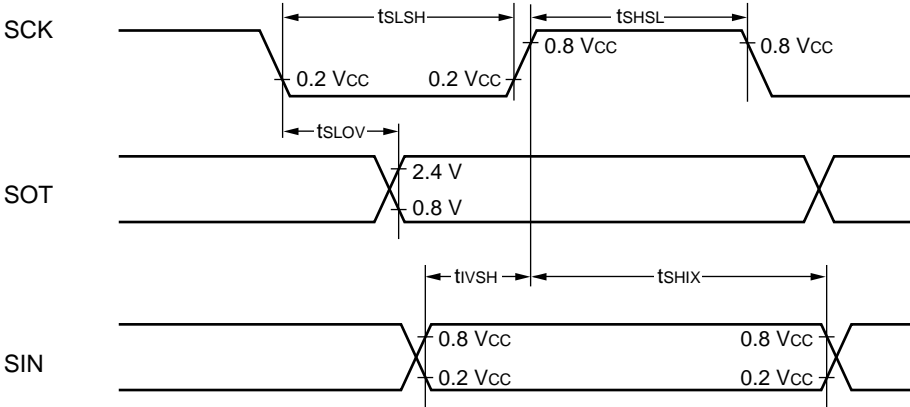 tSLSH tSHSL
SCK
0.8 VCC 0.8 VCC
0.2 VCC 0.2 VCC
tSLOV
2.4 V
SOT
0.8 V
tIVSH tSHIX
0.8 VCC 0.8 VCC
SIN
0.2 VCC 0.2 VCC